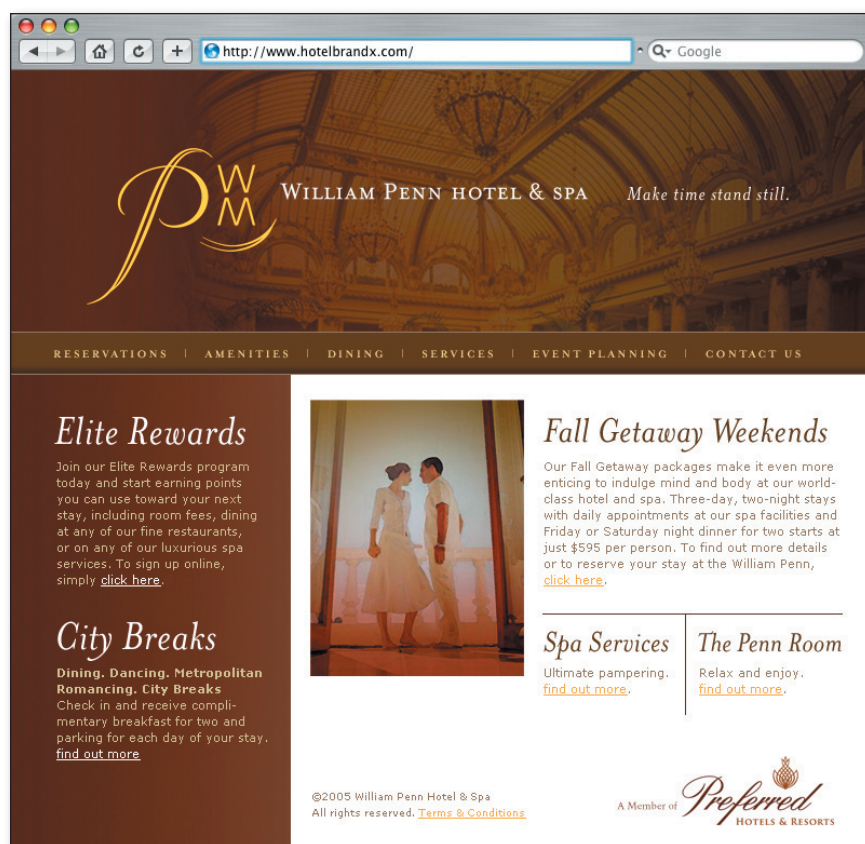 http://www.hotelbrandx.com/
Google
PWM
William Penn Hotel & Spa
Make time stand still.
RESERVATIONS | AMENITIES | DINING | SERVICES | EVENT PLANNING | CONTACT US
Elite Rewards
Join our Elite Rewards program
today and start earning points
you can use toward your next
stay, including room fees, dining
at any of our fine restaurants,
or on any of our luxurious spa
services. To sign up online,
simply click here.
City Breaks
Dining. Dancing. Metropolitan
Romancing. City Breaks
Check in and receive compli-
mentary breakfast for two and
parking for each day of your stay.
find out more
Fall Getaway Weekends
Our Fall Getaway packages make it even more
enticing to indulge mind and body at our world-
class hotel and spa. Three-day, two-night stays
with daily appointments at our spa facilities and
Friday or Saturday night dinner for two starts at
just $595 per person. To find out more details
or to reserve your stay at the William Penn,
click here.
Spa Services
Ultimate pampering.
find out more.
The Penn Room
Relax and enjoy.
find out more.
©2005 William Penn Hotel & Spa
All rights reserved. Terms & Conditions
A Member of Preferred
Hotels & Resorts